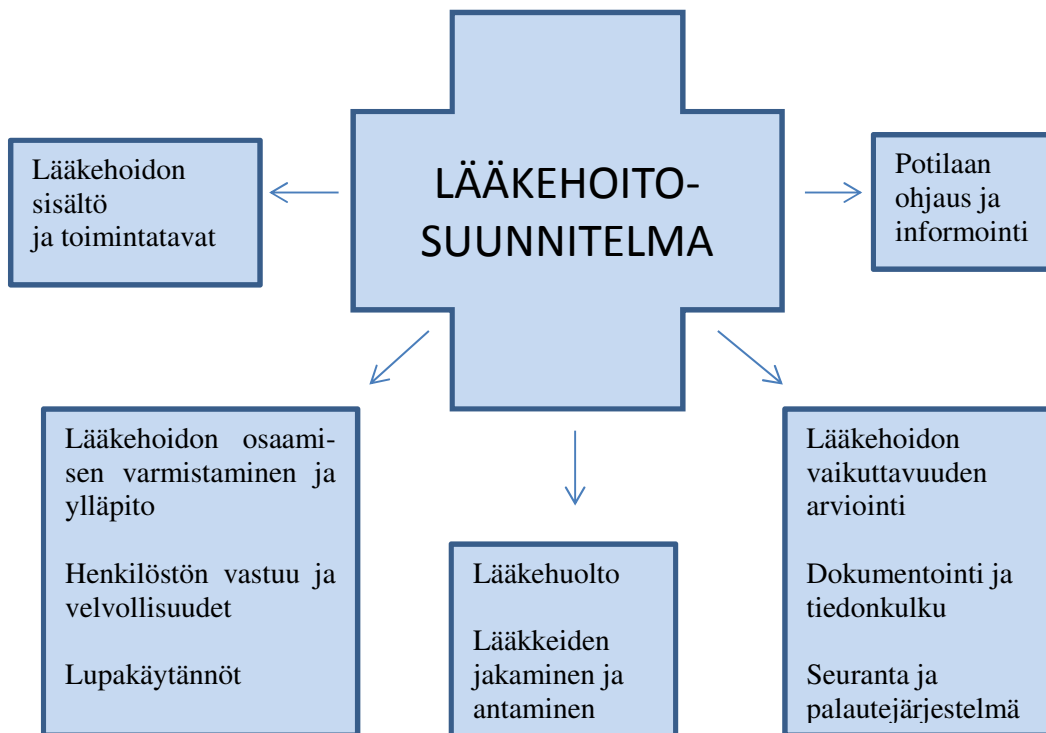 LÄÄKEHOITO-
SUUNNITELMA
Lääkehoidon
sisältö
ja toimintatavat
Potilaan
ohjaus ja
informointi
Lääkehoidon osaami-
sen varmistaminen ja
ylläpito
Henkilöstön vastuu ja
velvollisuudet
Lupakäytännöt
Lääkehuolto
Lääkkeiden
jakaminen ja
antaminen
Lääkehoidon
vaikuttavuuden
arviointi
Dokumentointi ja
tiedonkulku
Seuranta ja
palautejärjestelmä